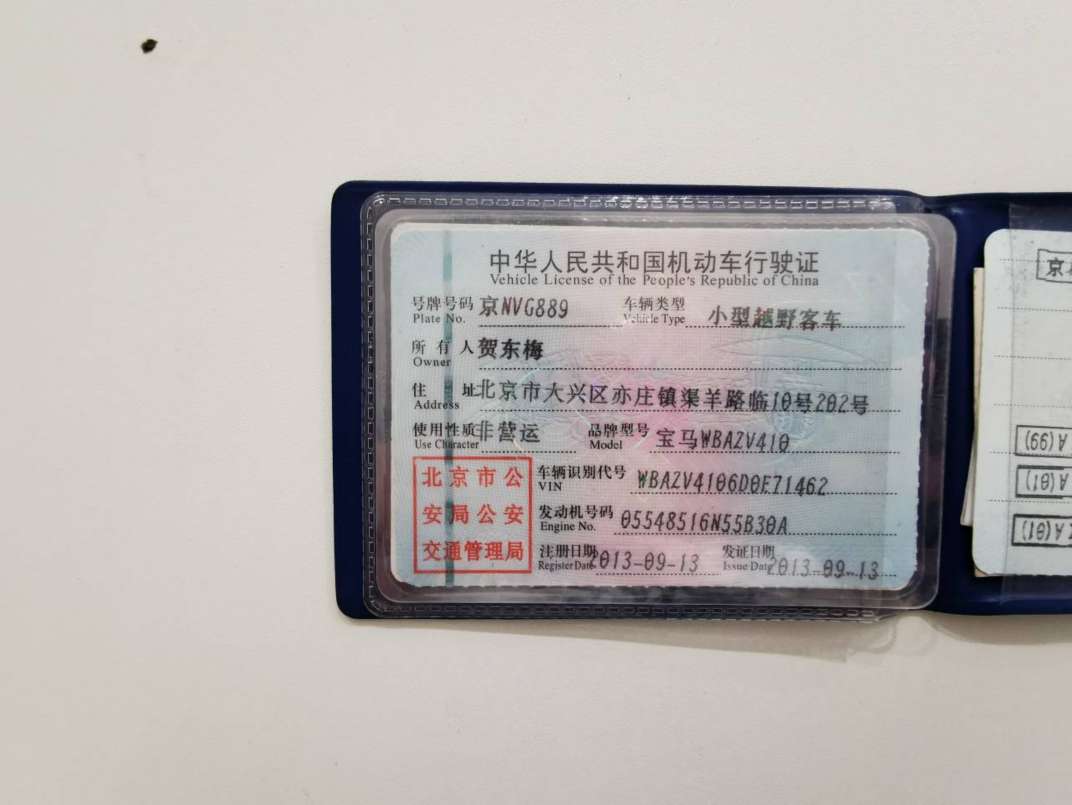 中华人民共和国机动车行驶证
Vehicle License of the People's Republic of China
号牌号码 京NVG889 车辆类型 小型越野客车
Plate No. Vehicle Type
所有人 贺东梅
Owner
住址 北京市大兴区亦庄镇渠羊路临10号202号
Address
使用性质 非营运 品牌型号 宝马WBAZV410
Use Character Model
北京市公
安局公安
交通管理局
车辆识别代号 WBAZV4106D0E71462
VIN
发动机号码 05548516N55B30A
Engine No.
注册日期 2013-09-13 发证日期 2013-09-13
Register Date Issue Date
京
A(99)
A(01)
A(01)